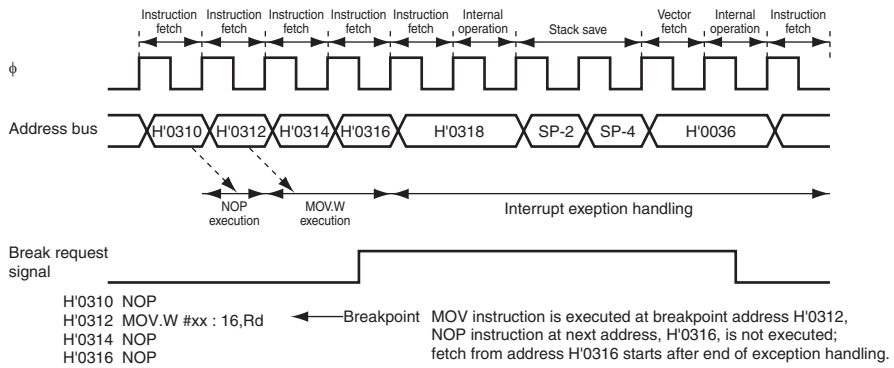 Instruction fetch Instruction fetch Instruction fetch Instruction fetch Instruction fetch Internal operation Stack save Vector fetch Internal operation Instruction fetch
φ
Address bus H'0310 H'0312 H'0314 H'0316 H'0318 SP-2 SP-4 H'0036
NOP execution MOV.W execution Interrupt exeption handling
Break request
signal
H'0310 NOP
H'0312 MOV.W #xx : 16,Rd Breakpoint MOV instruction is executed at breakpoint address H'0312,
H'0314 NOP NOP instruction at next address, H'0316, is not executed;
H'0316 NOP fetch from address H'0316 starts after end of exception handling.